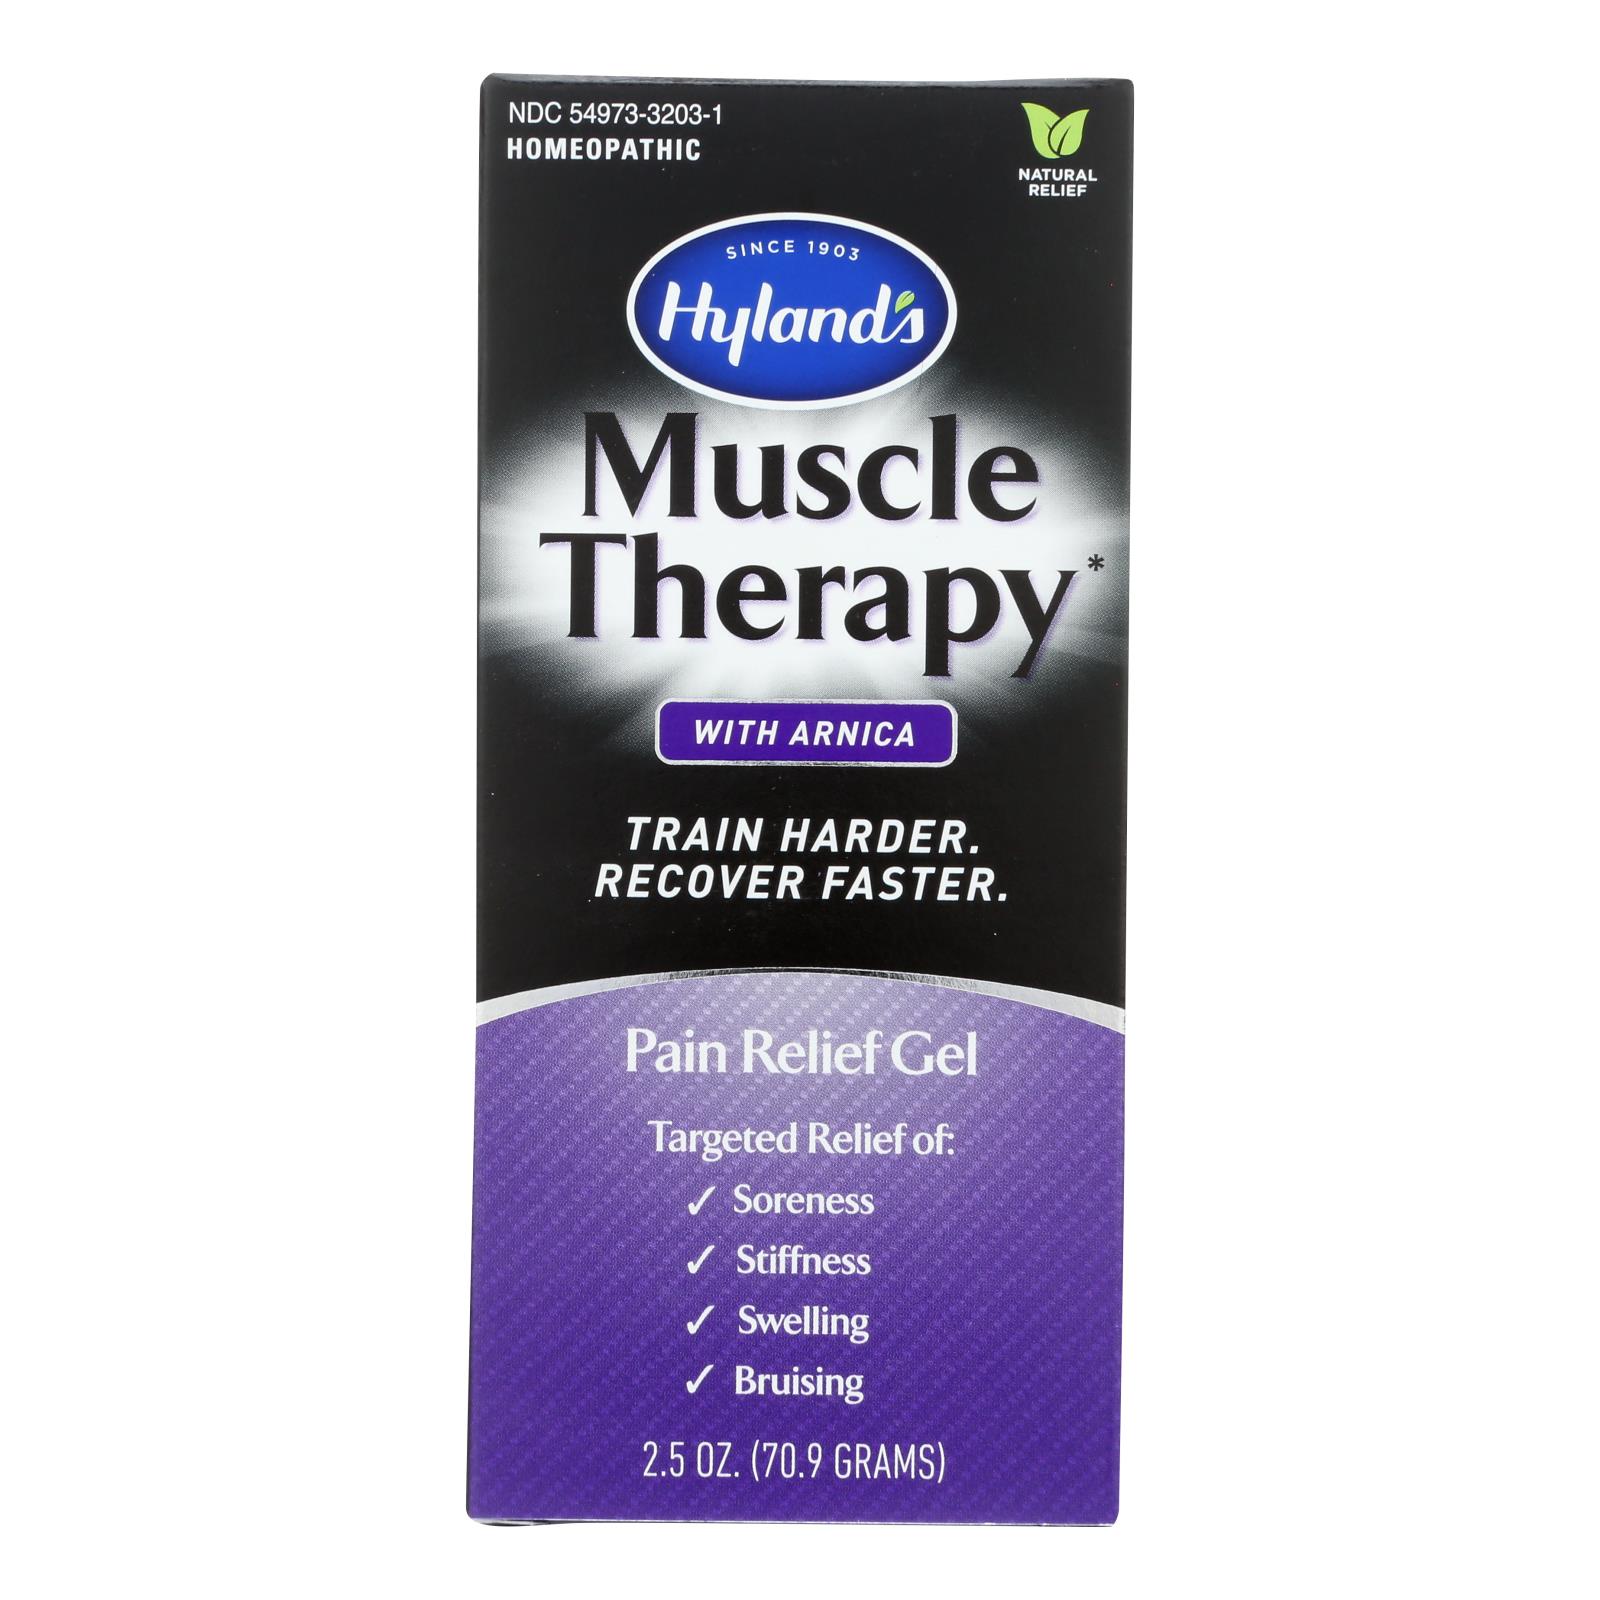 NDC 54973-3203-1
HOMEOPATHIC
NATURAL
RELIEF
SINCE 1903
Hyland's
Muscle
Therapy*
WITH ARNICA
TRAIN HARDER.
RECOVER FASTER.
Pain Relief Gel
Targeted Relief of:
✓ Soreness
✓ Stiffness
✓ Swelling
✓ Bruising
2.5 OZ. (70.9 GRAMS)